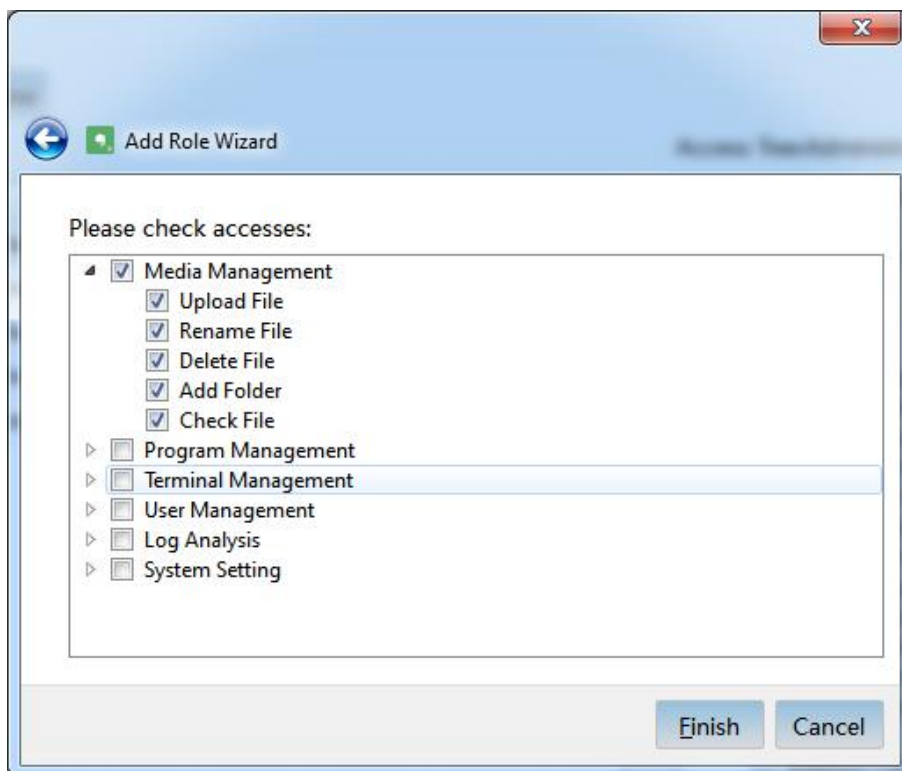 Add Role Wizard
Please check accesses:
Media Management
Upload File
Rename File
Delete File
Add Folder
Check File
Program Management
Terminal Management
User Management
Log Analysis
System Setting
Finish Cancel